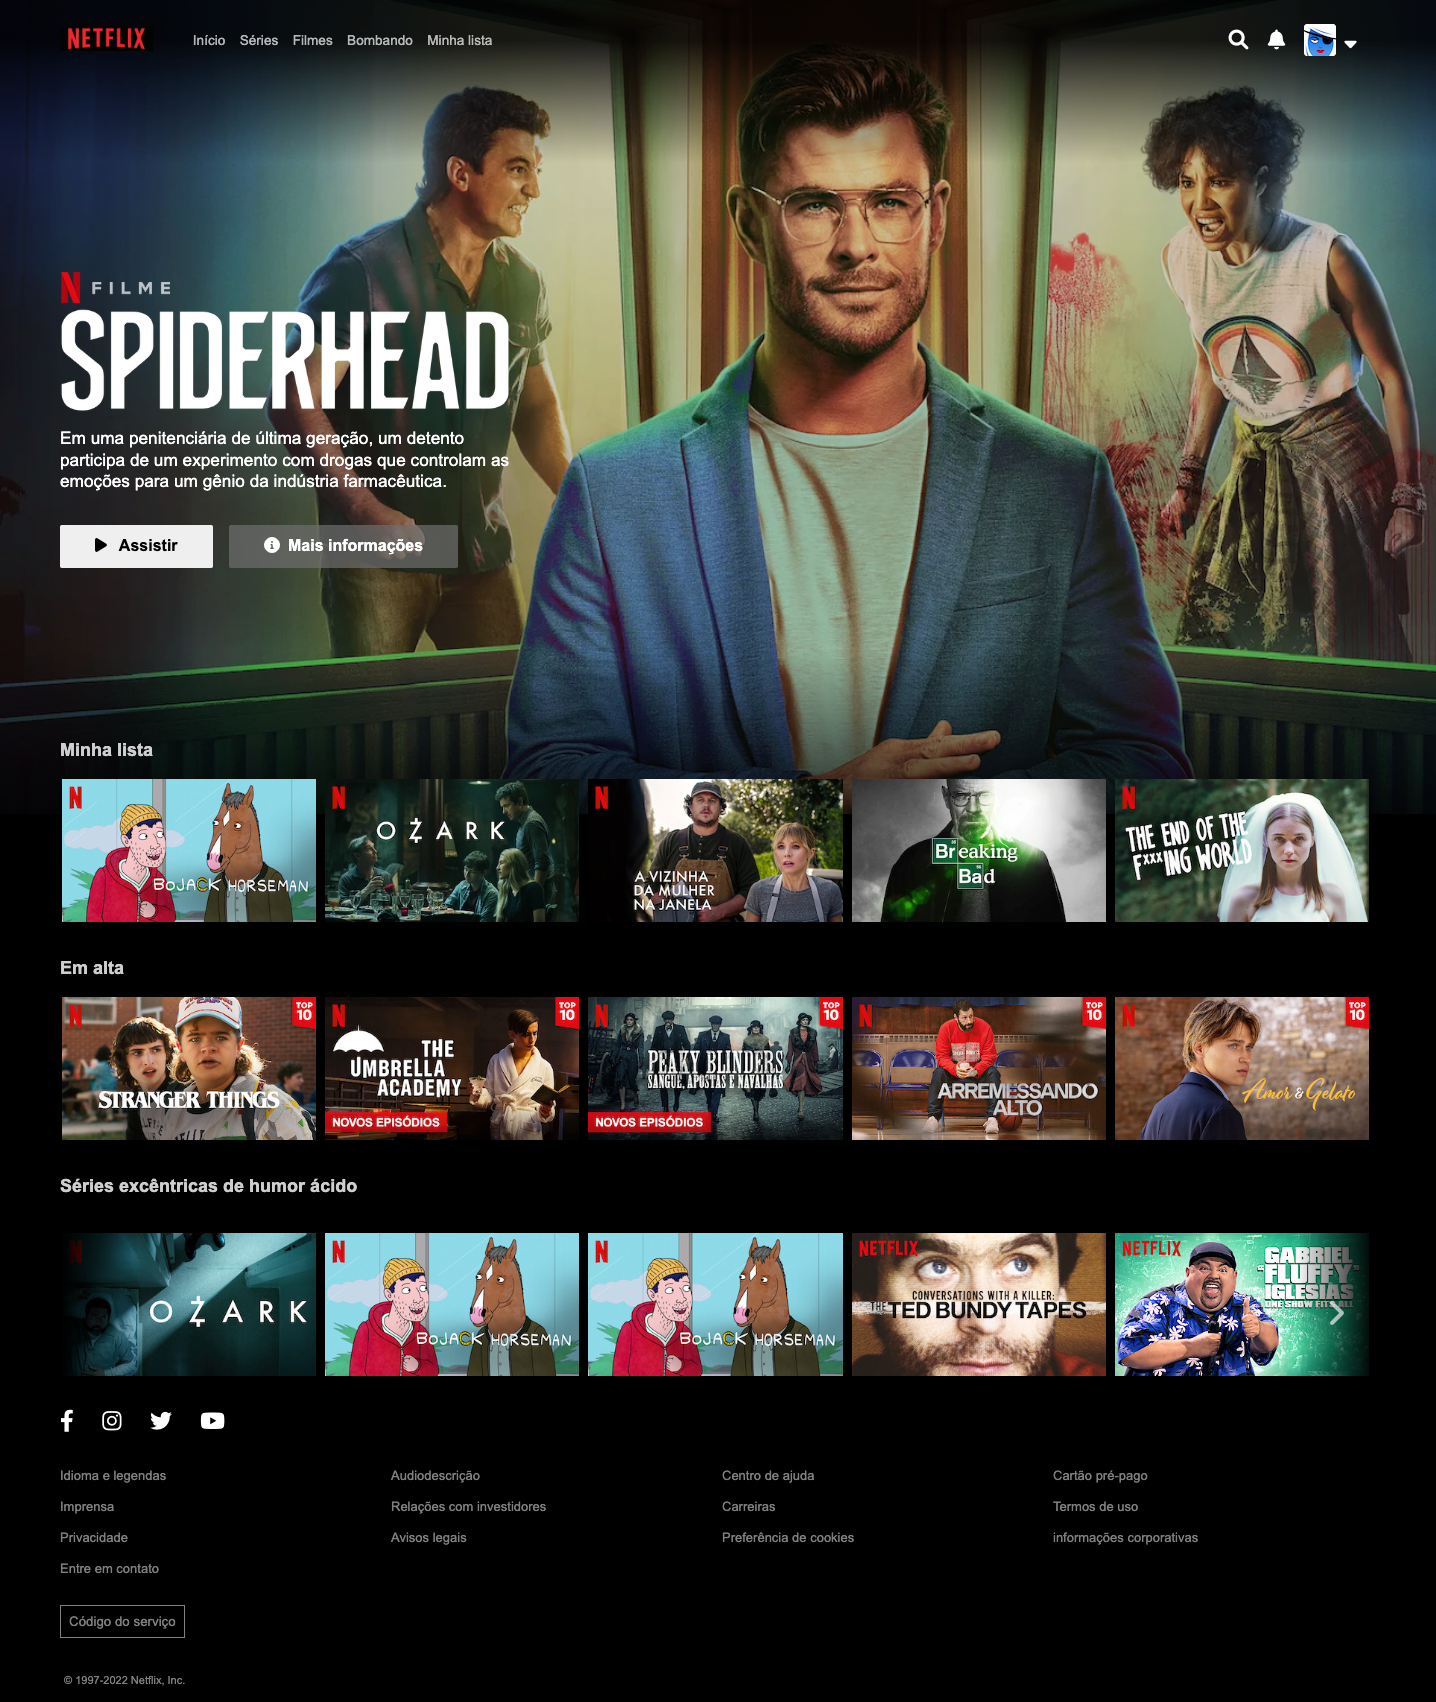 NETFLIX
Início
Séries
Filmes
Bombando
Minha lista
N FILME
SPIDERHEAD
Em uma penitenciária de última geração, um detento
participa de um experimento com drogas que controlam as
emoções para um gênio da indústria farmacêutica.
Assistir
Mais informações
Minha lista
N
BOJACK HORSEMAN
N
OZARK
N
A VIZINHA
DA MULHER
NA JANELA
Breaking
Bad
N
THE END OF THE
F***ING WORLD
Em alta
N
TOP
10
STRANGER THINGS
N
TOP
10
THE
UMBRELLA
ACADEMY
NOVOS EPISÓDIOS
N
TOP
10
PEAKY BLINDERS
SANGUE, APOSTAS E NAVALHAS
NOVOS EPISÓDIOS
N
TOP
10
ARREMESSANDO
ALTO
N
TOP
10
Amor & Gelato
Séries excêntricas de humor ácido
N
OZARK
N
BOJACK HORSEMAN
N
BOJACK HORSEMAN
NETFLIX
CONVERSATIONS WITH A KILLER:
THE TED BUNDY TAPES
NETFLIX
GABRIEL
"FLUFFY"
IGLESIAS
ONE SHOW FITS ALL
Idioma e legendas
Audiodescrição
Centro de ajuda
Cartão pré-pago
Imprensa
Relações com investidores
Carreiras
Termos de uso
Privacidade
Avisos legais
Preferência de cookies
informações corporativas
Entre em contato
Código do serviço
© 1997-2022 Netflix, Inc.